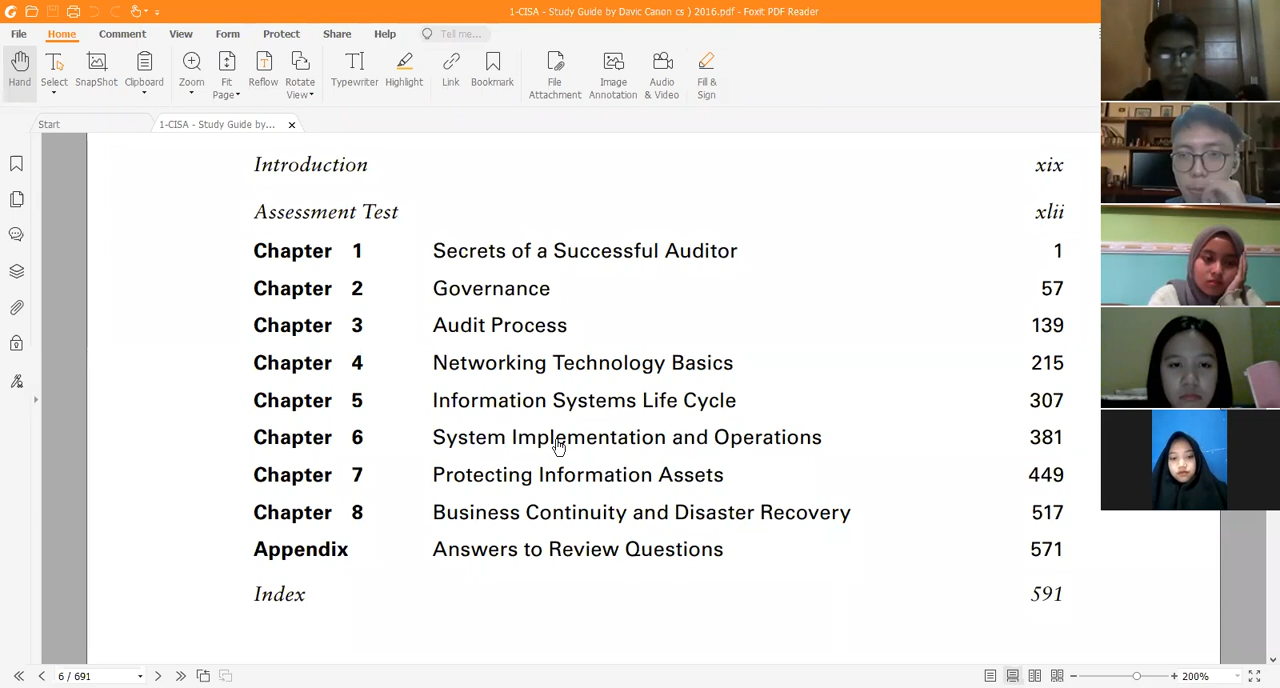 1-CISA - Study Guide by Davic Canon cs ) 2016.pdf - Foxit PDF Reader
File Home Comment View Form Protect Share Help Tell me...
Hand Select SnapShot Clipboard Zoom Fit Page Reflow Rotate View Typewriter Highlight Link Bookmark File Attachment Image Annotation Audio & Video Fill & Sign
Start 1-CISA - Study Guide by...
Introduction xix
Assessment Test xlii
Chapter 1 Secrets of a Successful Auditor 1
Chapter 2 Governance 57
Chapter 3 Audit Process 139
Chapter 4 Networking Technology Basics 215
Chapter 5 Information Systems Life Cycle 307
Chapter 6 System Implementation and Operations 381
Chapter 7 Protecting Information Assets 449
Chapter 8 Business Continuity and Disaster Recovery 517
Appendix Answers to Review Questions 571
Index 591
6 / 691 200%